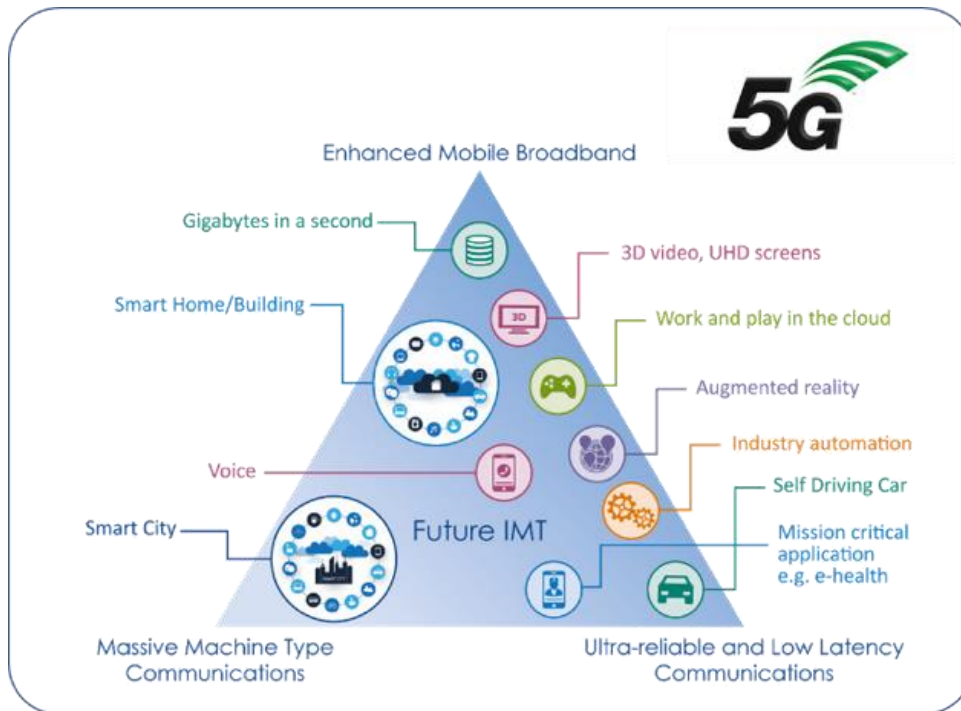 5G
Enhanced Mobile Broadband
Gigabytes in a second
3D video, UHD screens
3D
Smart Home/Building
Work and play in the cloud
Augmented reality
Industry automation
Voice
Self Driving Car
Smart City
Future IMT
Mission critical
application
e.g. e-health
SMART CITY
Massive Machine Type
Communications
Ultra-reliable and Low Latency
Communications